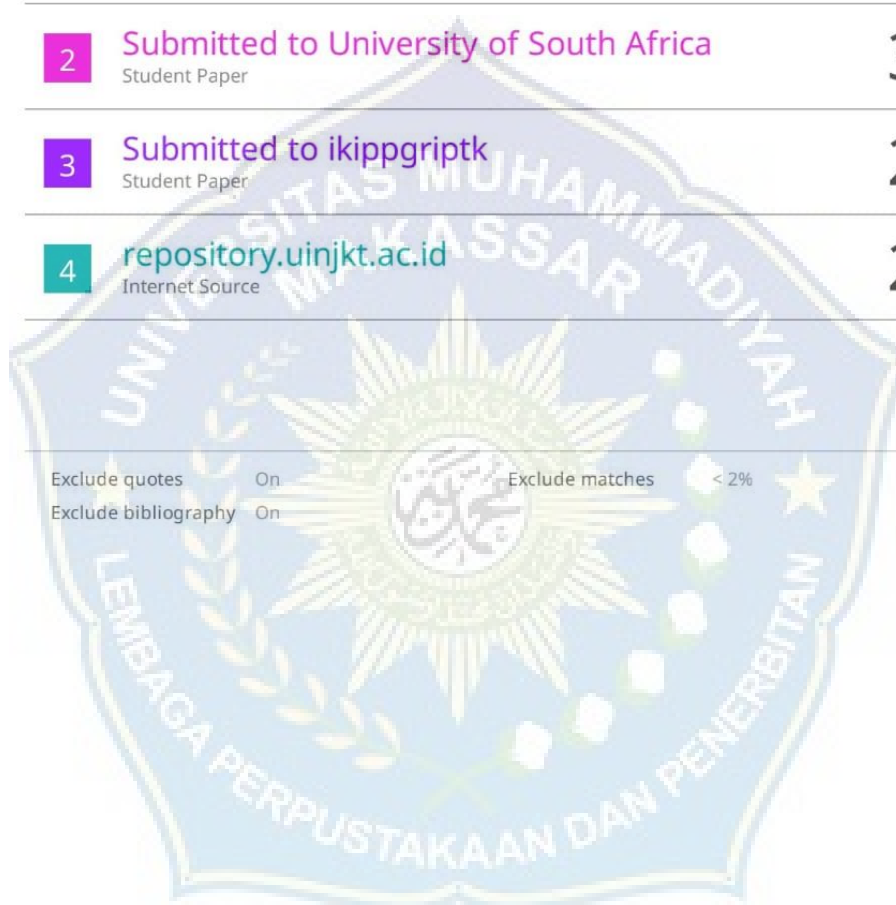 2
Submitted to University of South Africa
Student Paper
3
Submitted to ikippgriptk
Student Paper
4
repository.uinjkt.ac.id
Internet Source
Exclude quotes On
Exclude matches < 2%
Exclude bibliography On
UNIVERSITAS MUHAMMADIYAH
MAKASSAR
LEMBAGA PERPUSTAKAAN DAN PENERBITAN